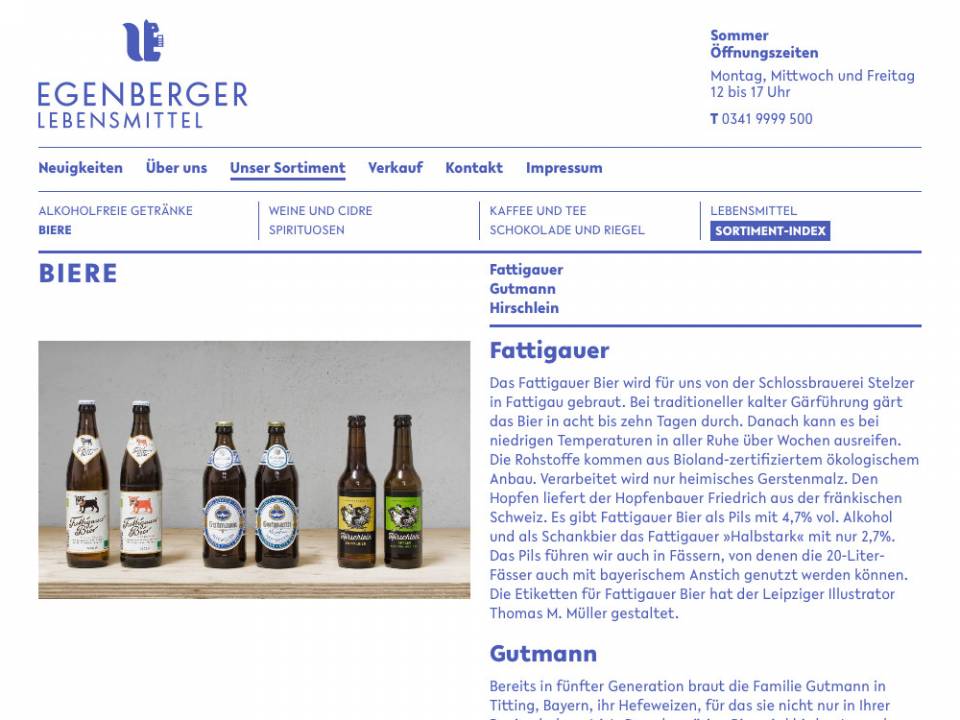 EGENBERGER
LEBENSMITTEL
Sommer
Öffnungszeiten
Montag, Mittwoch und Freitag
12 bis 17 Uhr
T 0341 9999 500
Neuigkeiten Über uns Unser Sortiment Verkauf Kontakt Impressum
ALKOHOLFREIE GETRÄNKE
BIERE
WEINE UND CIDRE
SPIRITUOSEN
KAFFEE UND TEE
SCHOKOLADE UND RIEGEL
LEBENSMITTEL
SORTIMENT-INDEX
BIERE
Fattigauer
Gutmann
Hirschlein
Fattigauer
Das Fattigauer Bier wird für uns von der Schlossbrauerei Stelzer
in Fattigau gebraut. Bei traditioneller kalter Gärführung gärt
das Bier in acht bis zehn Tagen durch. Danach kann es bei
niedrigen Temperaturen in aller Ruhe über Wochen ausreifen.
Die Rohstoffe kommen aus Bioland-zertifiziertem ökologischem
Anbau. Verarbeitet wird nur heimisches Gerstenmalz. Den
Hopfen liefert der Hopfenbauer Friedrich aus der fränkischen
Schweiz. Es gibt Fattigauer Bier als Pils mit 4,7% vol. Alkohol
und als Schankbier das Fattigauer »Halbstark« mit nur 2,7%.
Das Pils führen wir auch in Fässern, von denen die 20-Liter-
Fässer auch mit bayerischem Anstich genutzt werden können.
Die Etiketten für Fattigauer Bier hat der Leipziger Illustrator
Thomas M. Müller gestaltet.
Gutmann
Bereits in fünfter Generation braut die Familie Gutmann in
Titting, Bayern, ihr Hefeweizen, für das sie nicht nur in Ihrer
Fattigauer
Bier
Fattigauer
Bier
Hirschlein
Hirschlein